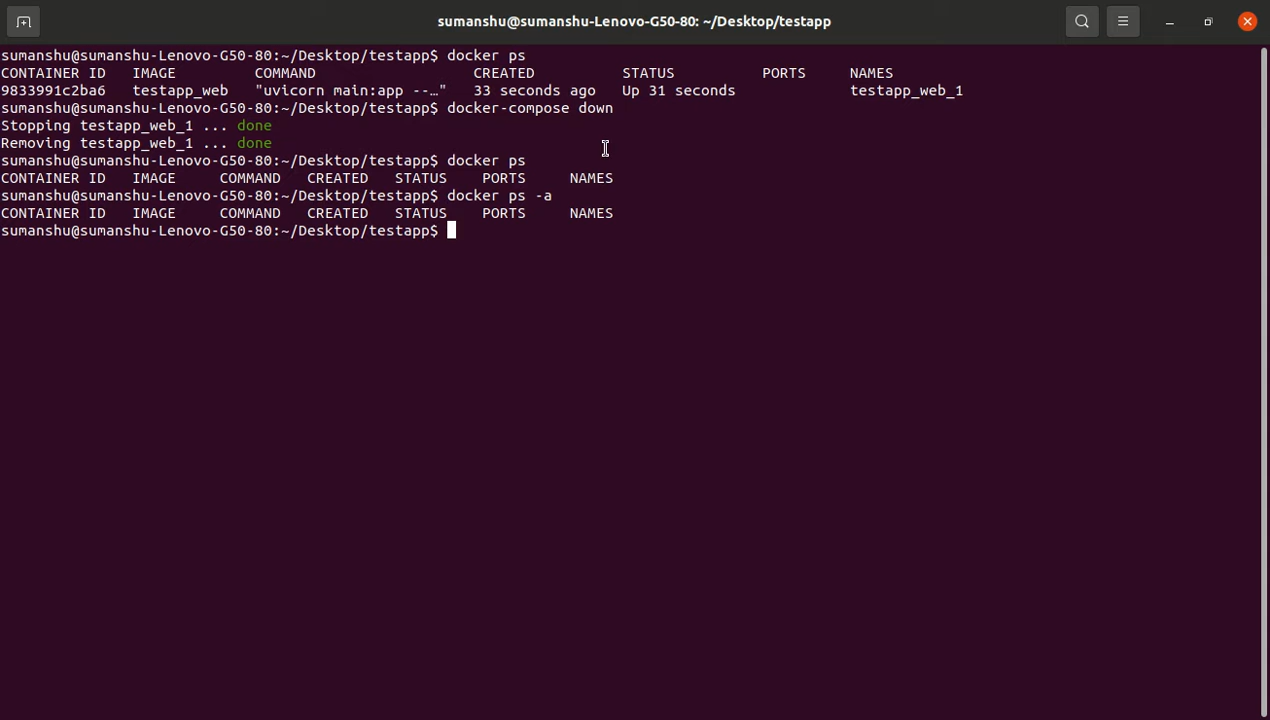 sumanshu@sumanshu-Lenovo-G50-80: ~/Desktop/testapp
sumanshu@sumanshu-Lenovo-G50-80:~/Desktop/testapp$ docker ps
CONTAINER ID   IMAGE         COMMAND                  CREATED          STATUS          PORTS     NAMES
9833991c2ba6   testapp_web   "uvicorn main:app --…"   33 seconds ago   Up 31 seconds             testapp_web_1
sumanshu@sumanshu-Lenovo-G50-80:~/Desktop/testapp$ docker-compose down
Stopping testapp_web_1 ... done
Removing testapp_web_1 ... done
sumanshu@sumanshu-Lenovo-G50-80:~/Desktop/testapp$ docker ps
CONTAINER ID   IMAGE     COMMAND   CREATED   STATUS    PORTS     NAMES
sumanshu@sumanshu-Lenovo-G50-80:~/Desktop/testapp$ docker ps -a
CONTAINER ID   IMAGE     COMMAND   CREATED   STATUS    PORTS     NAMES
sumanshu@sumanshu-Lenovo-G50-80:~/Desktop/testapp$